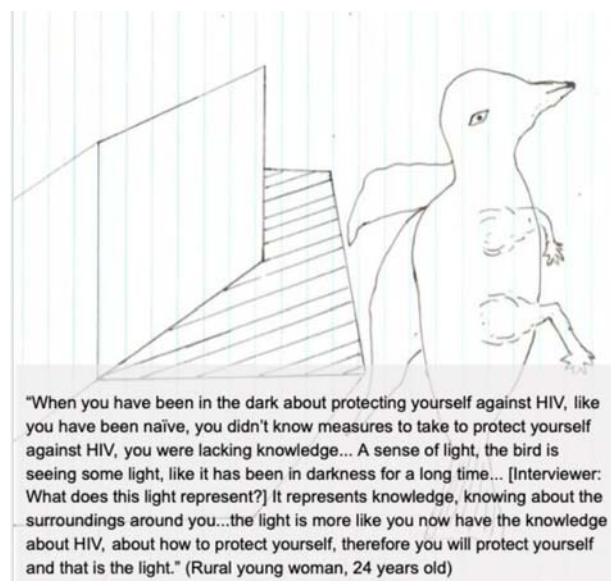 “When you have been in the dark about protecting yourself against HIV, like
you have been naïve, you didn’t know measures to take to protect yourself
against HIV, you were lacking knowledge... A sense of light, the bird is
seeing some light, like it has been in darkness for a long time... [Interviewer:
What does this light represent?] It represents knowledge, knowing about the
surroundings around you...the light is more like you now have the knowledge
about HIV, about how to protect yourself, therefore you will protect yourself
and that is the light.” (Rural young woman, 24 years old)